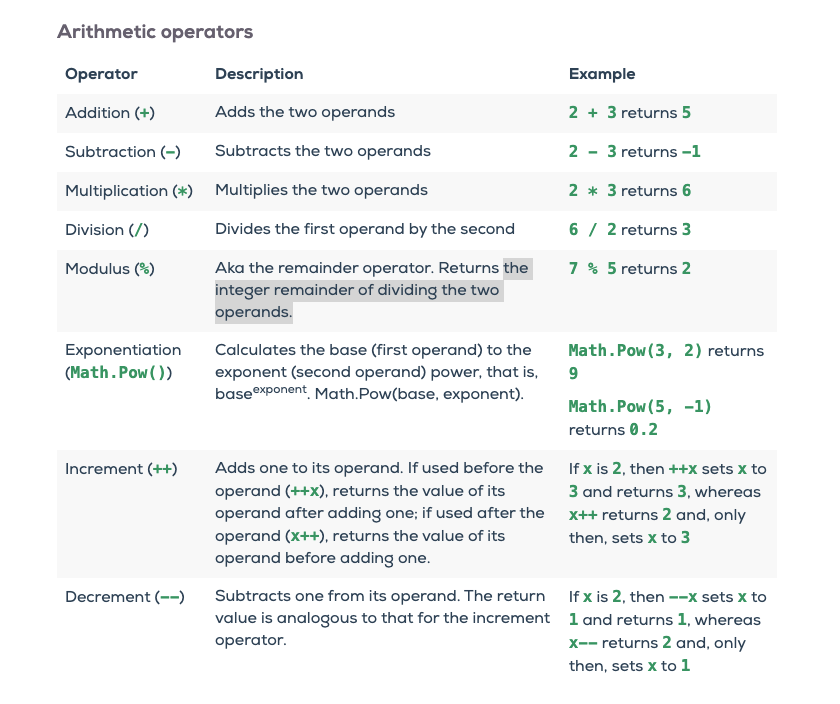 Arithmetic operators
Operator Description Example
Addition (+) Adds the two operands 2 + 3 returns 5
Subtraction (−) Subtracts the two operands 2 − 3 returns −1
Multiplication (*) Multiplies the two operands 2 * 3 returns 6
Division (/) Divides the first operand by the second 6 / 2 returns 3
Modulus (%) Aka the remainder operator. Returns the 7 % 5 returns 2
integer remainder of dividing the two
operands.
Exponentiation Calculates the base (first operand) to the Math.Pow(3, 2) returns
(Math.Pow()) exponent (second operand) power, that is, 9
base^exponent. Math.Pow(base, exponent).
Math.Pow(5, -1)
returns 0.2
Increment (++) Adds one to its operand. If used before the If x is 2, then ++x sets x to
operand (++x), returns the value of its 3 and returns 3, whereas
operand after adding one; if used after the x++ returns 2 and, only
operand (x++), returns the value of its then, sets x to 3
operand before adding one.
Decrement (--) Subtracts one from its operand. The return If x is 2, then --x sets x to
value is analogous to that for the increment 1 and returns 1, whereas
operator. x-- returns 2 and, only
then, sets x to 1